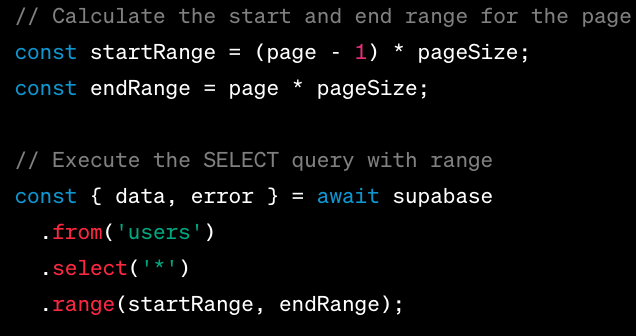 // Calculate the start and end range for the page
const startRange = (page - 1) * pageSize;
const endRange = page * pageSize;

// Execute the SELECT query with range
const { data, error } = await supabase
  .from('users')
  .select('*')
  .range(startRange, endRange);